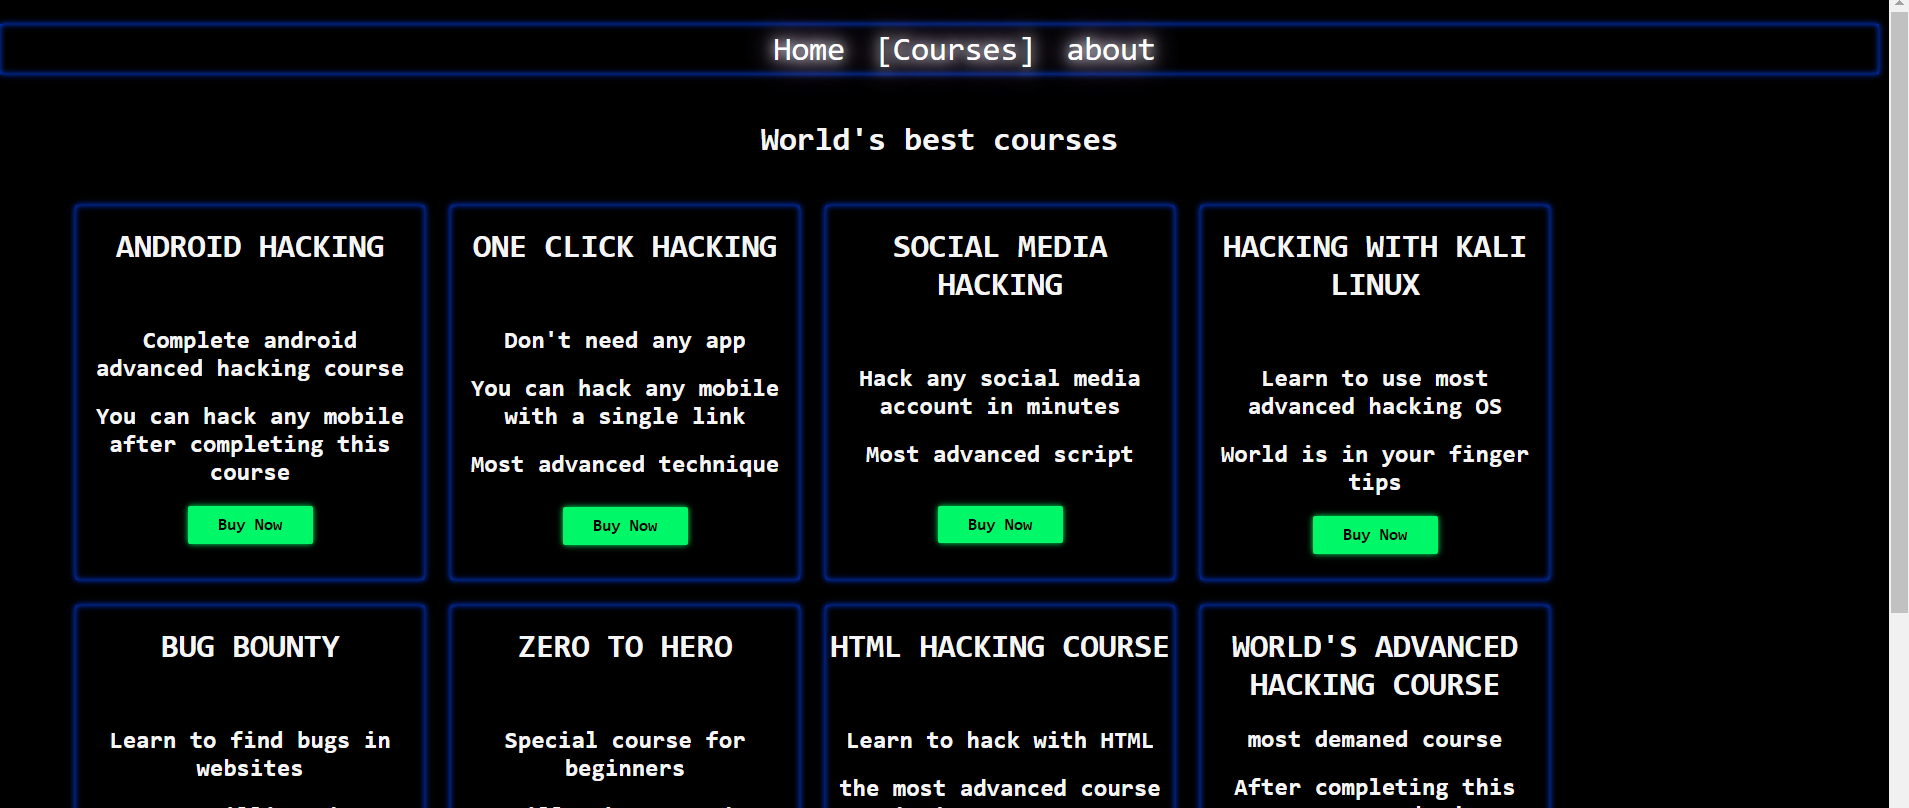 Home [Courses] about
World's best courses
ANDROID HACKING
Complete android
advanced hacking course
You can hack any mobile
after completing this
course
Buy Now
ONE CLICK HACKING
Don't need any app
You can hack any mobile
with a single link
Most advanced technique
Buy Now
SOCIAL MEDIA
HACKING
Hack any social media
account in minutes
Most advanced script
Buy Now
HACKING WITH KALI
LINUX
Learn to use most
advanced hacking OS
World is in your finger
tips
Buy Now
BUG BOUNTY
Learn to find bugs in
websites
ZERO TO HERO
Special course for
beginners
HTML HACKING COURSE
Learn to hack with HTML
the most advanced course
WORLD'S ADVANCED
HACKING COURSE
most demaned course
After completing this